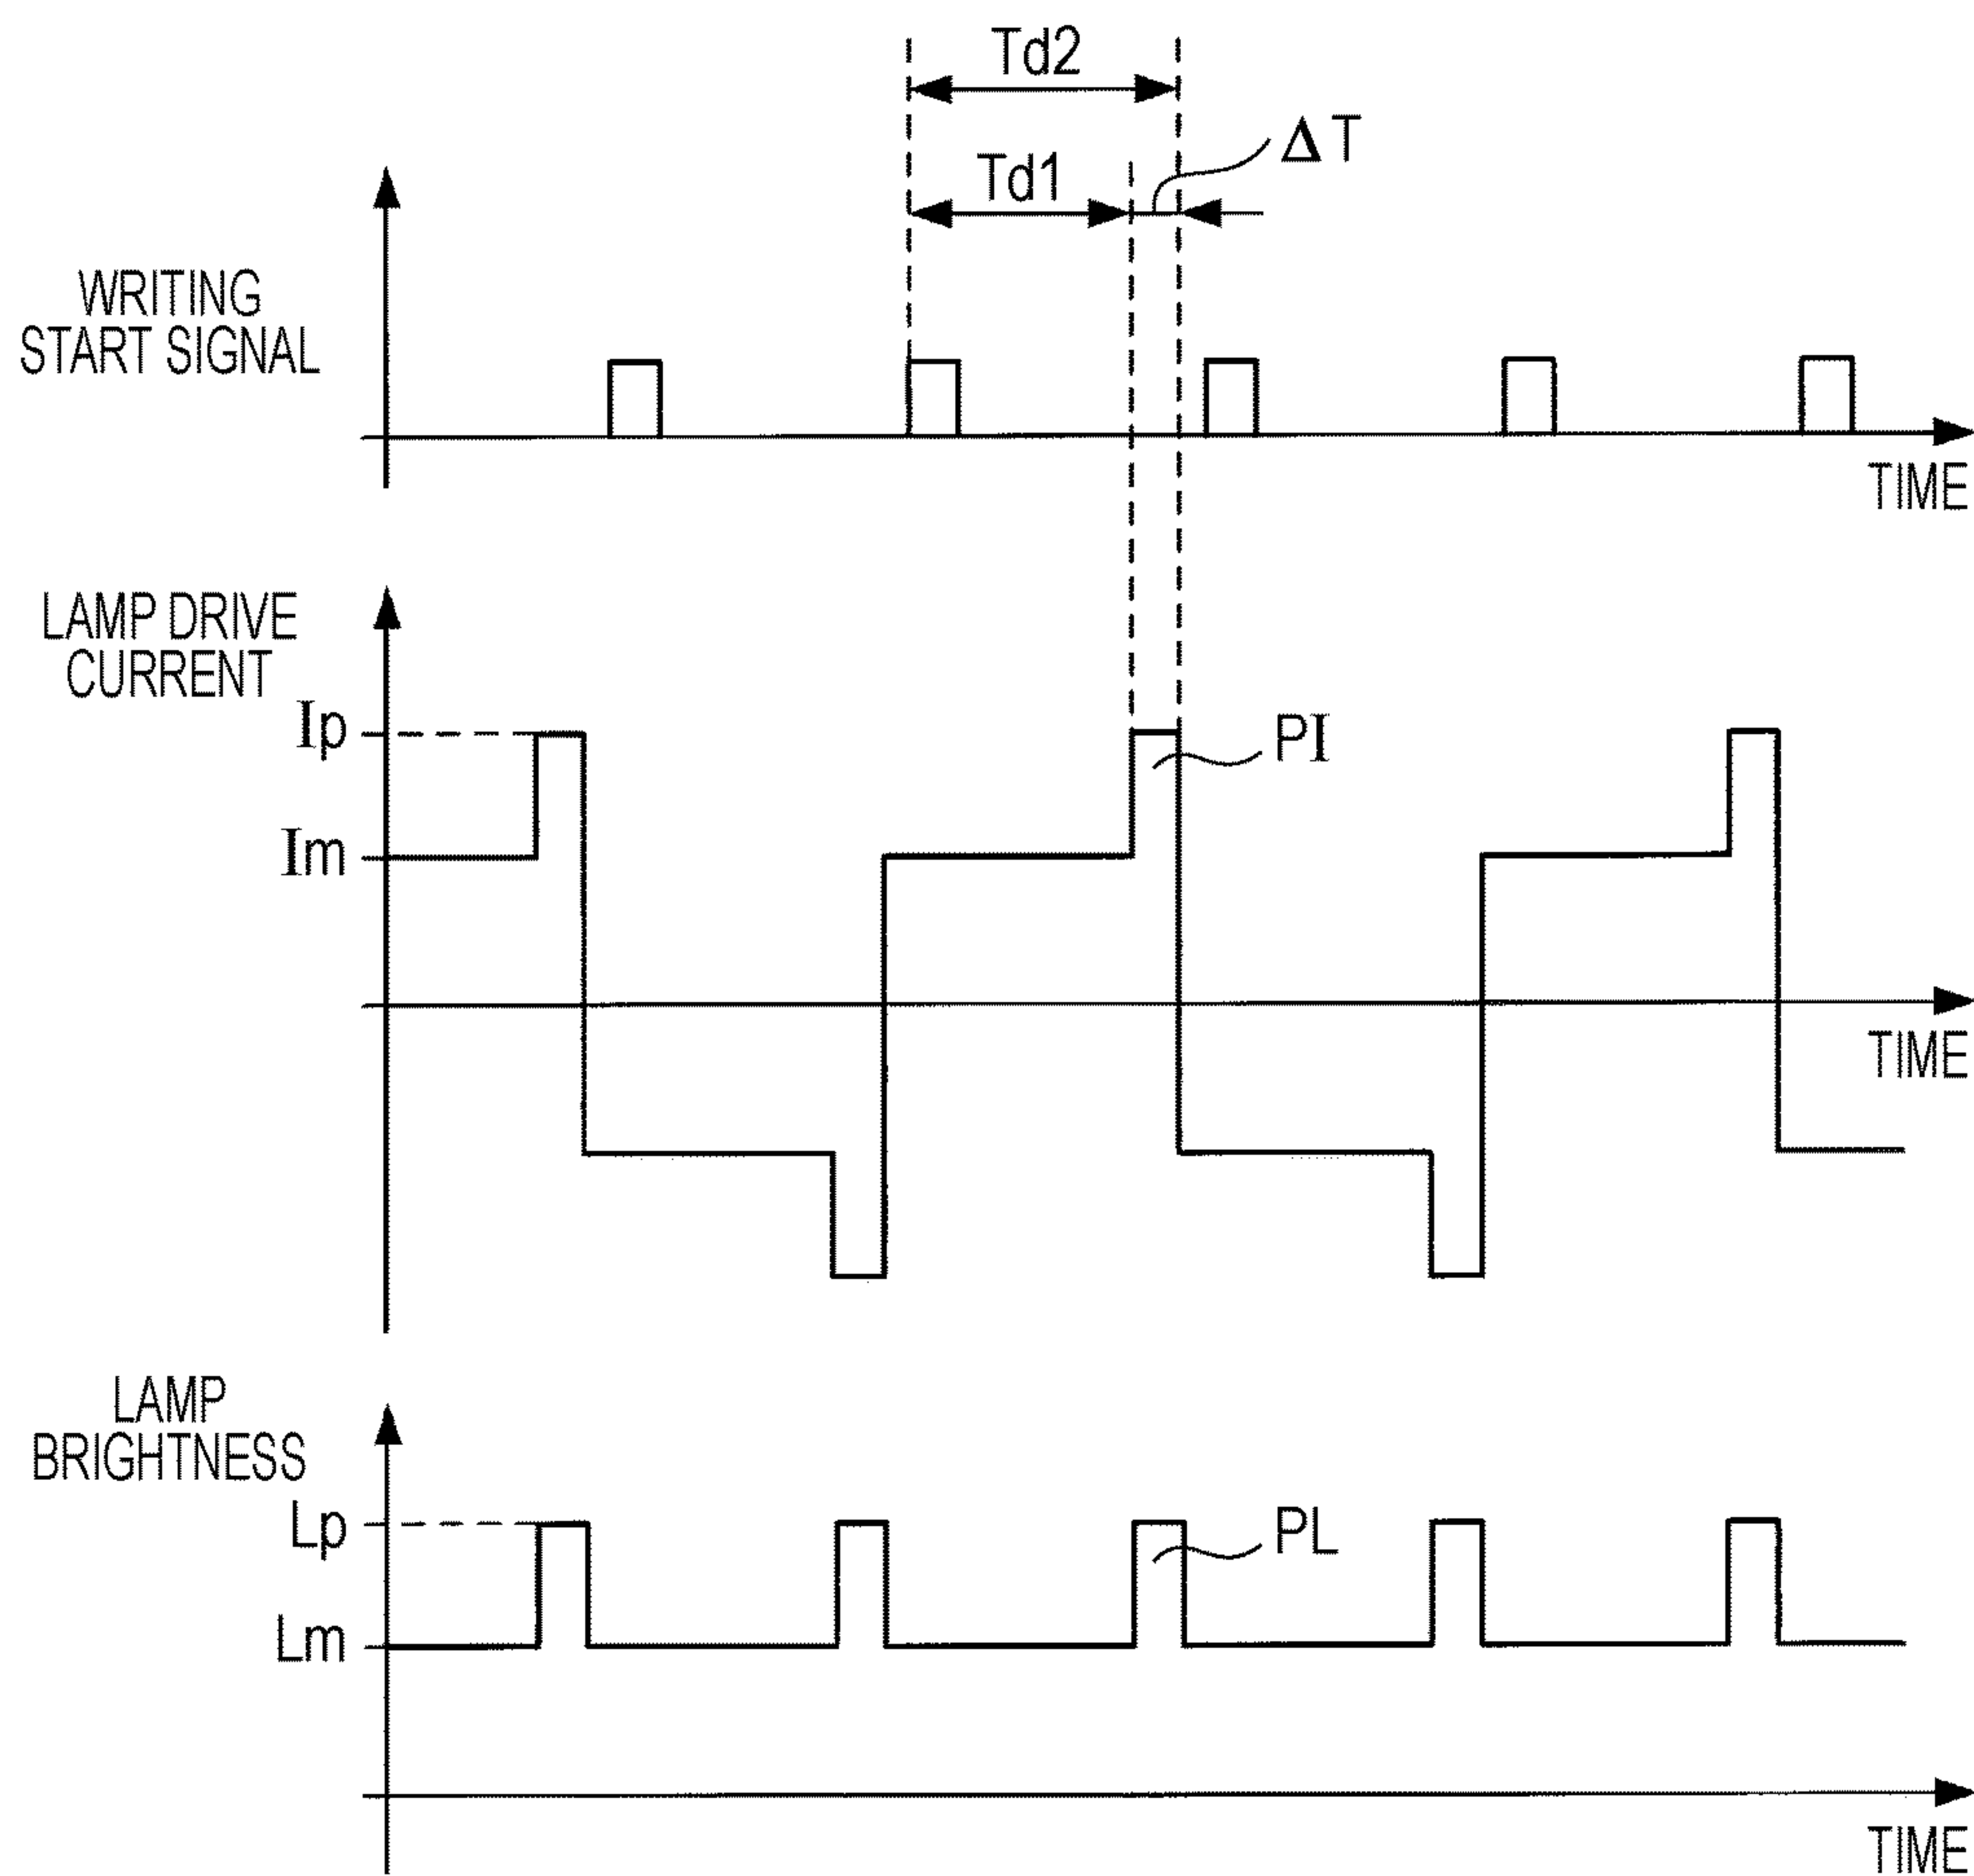 Td2
Td1
ΔT
WRITING
START SIGNAL
TIME
LAMP DRIVE
CURRENT
Ip
PI
Im
TIME
LAMP
BRIGHTNESS
Lp
PL
Lm
TIME